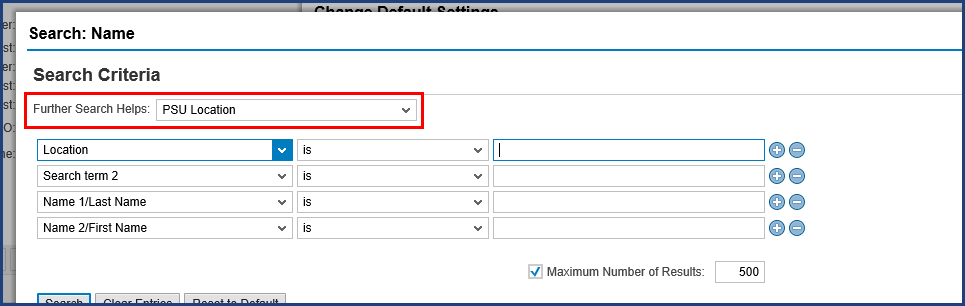 Change Default Settings
Search: Name
Search Criteria
Further Search Helps: PSU Location
Location is
Search term 2 is
Name 1/Last Name is
Name 2/First Name is
Maximum Number of Results: 500
Search Clear Entries Reset to Default